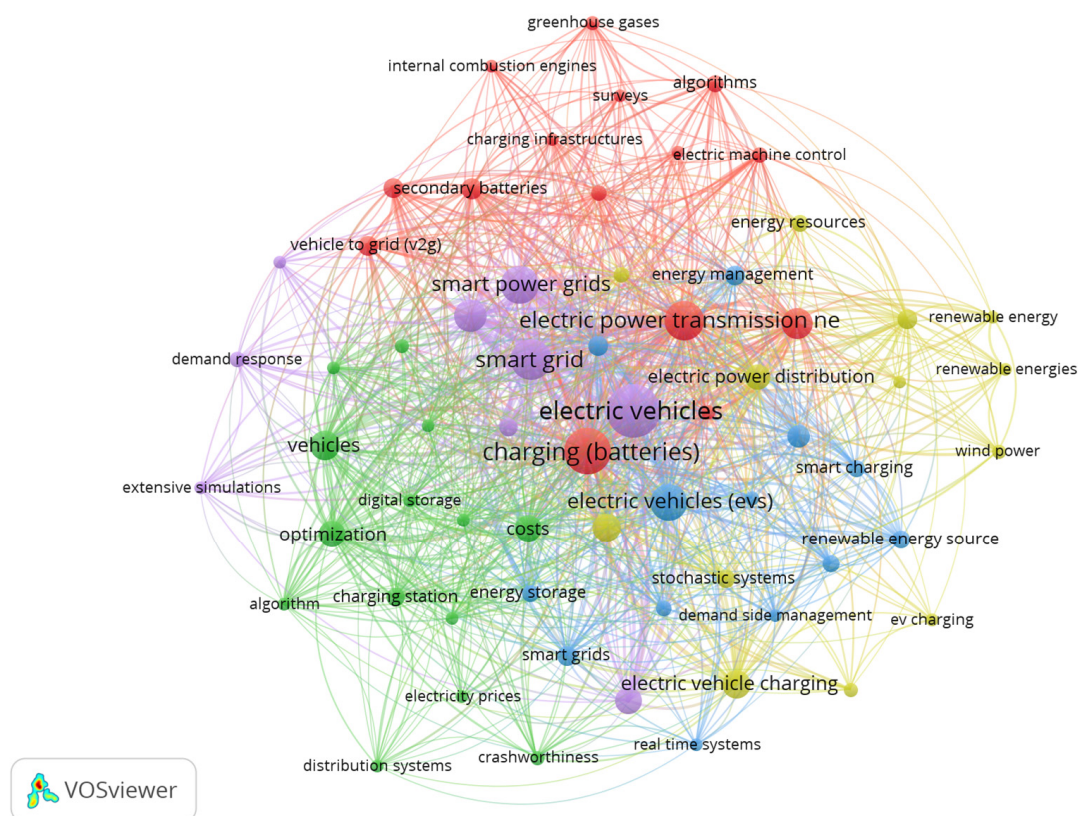 greenhouse gases
internal combustion engines
algorithms
surveys
charging infrastructures
electric machine control
secondary batteries
energy resources
vehicle to grid (v2g)
energy management
smart power grids
renewable energy
electric power transmission ne
demand response
smart grid
renewable energies
electric power distribution
electric vehicles
vehicles
charging (batteries)
wind power
smart charging
extensive simulations
digital storage
electric vehicles (evs)
optimization
costs
renewable energy source
stochastic systems
energy storage
charging station
algorithm
demand side management
ev charging
smart grids
electric vehicle charging
electricity prices
real time systems
crashworthiness
distribution systems
VOSviewer